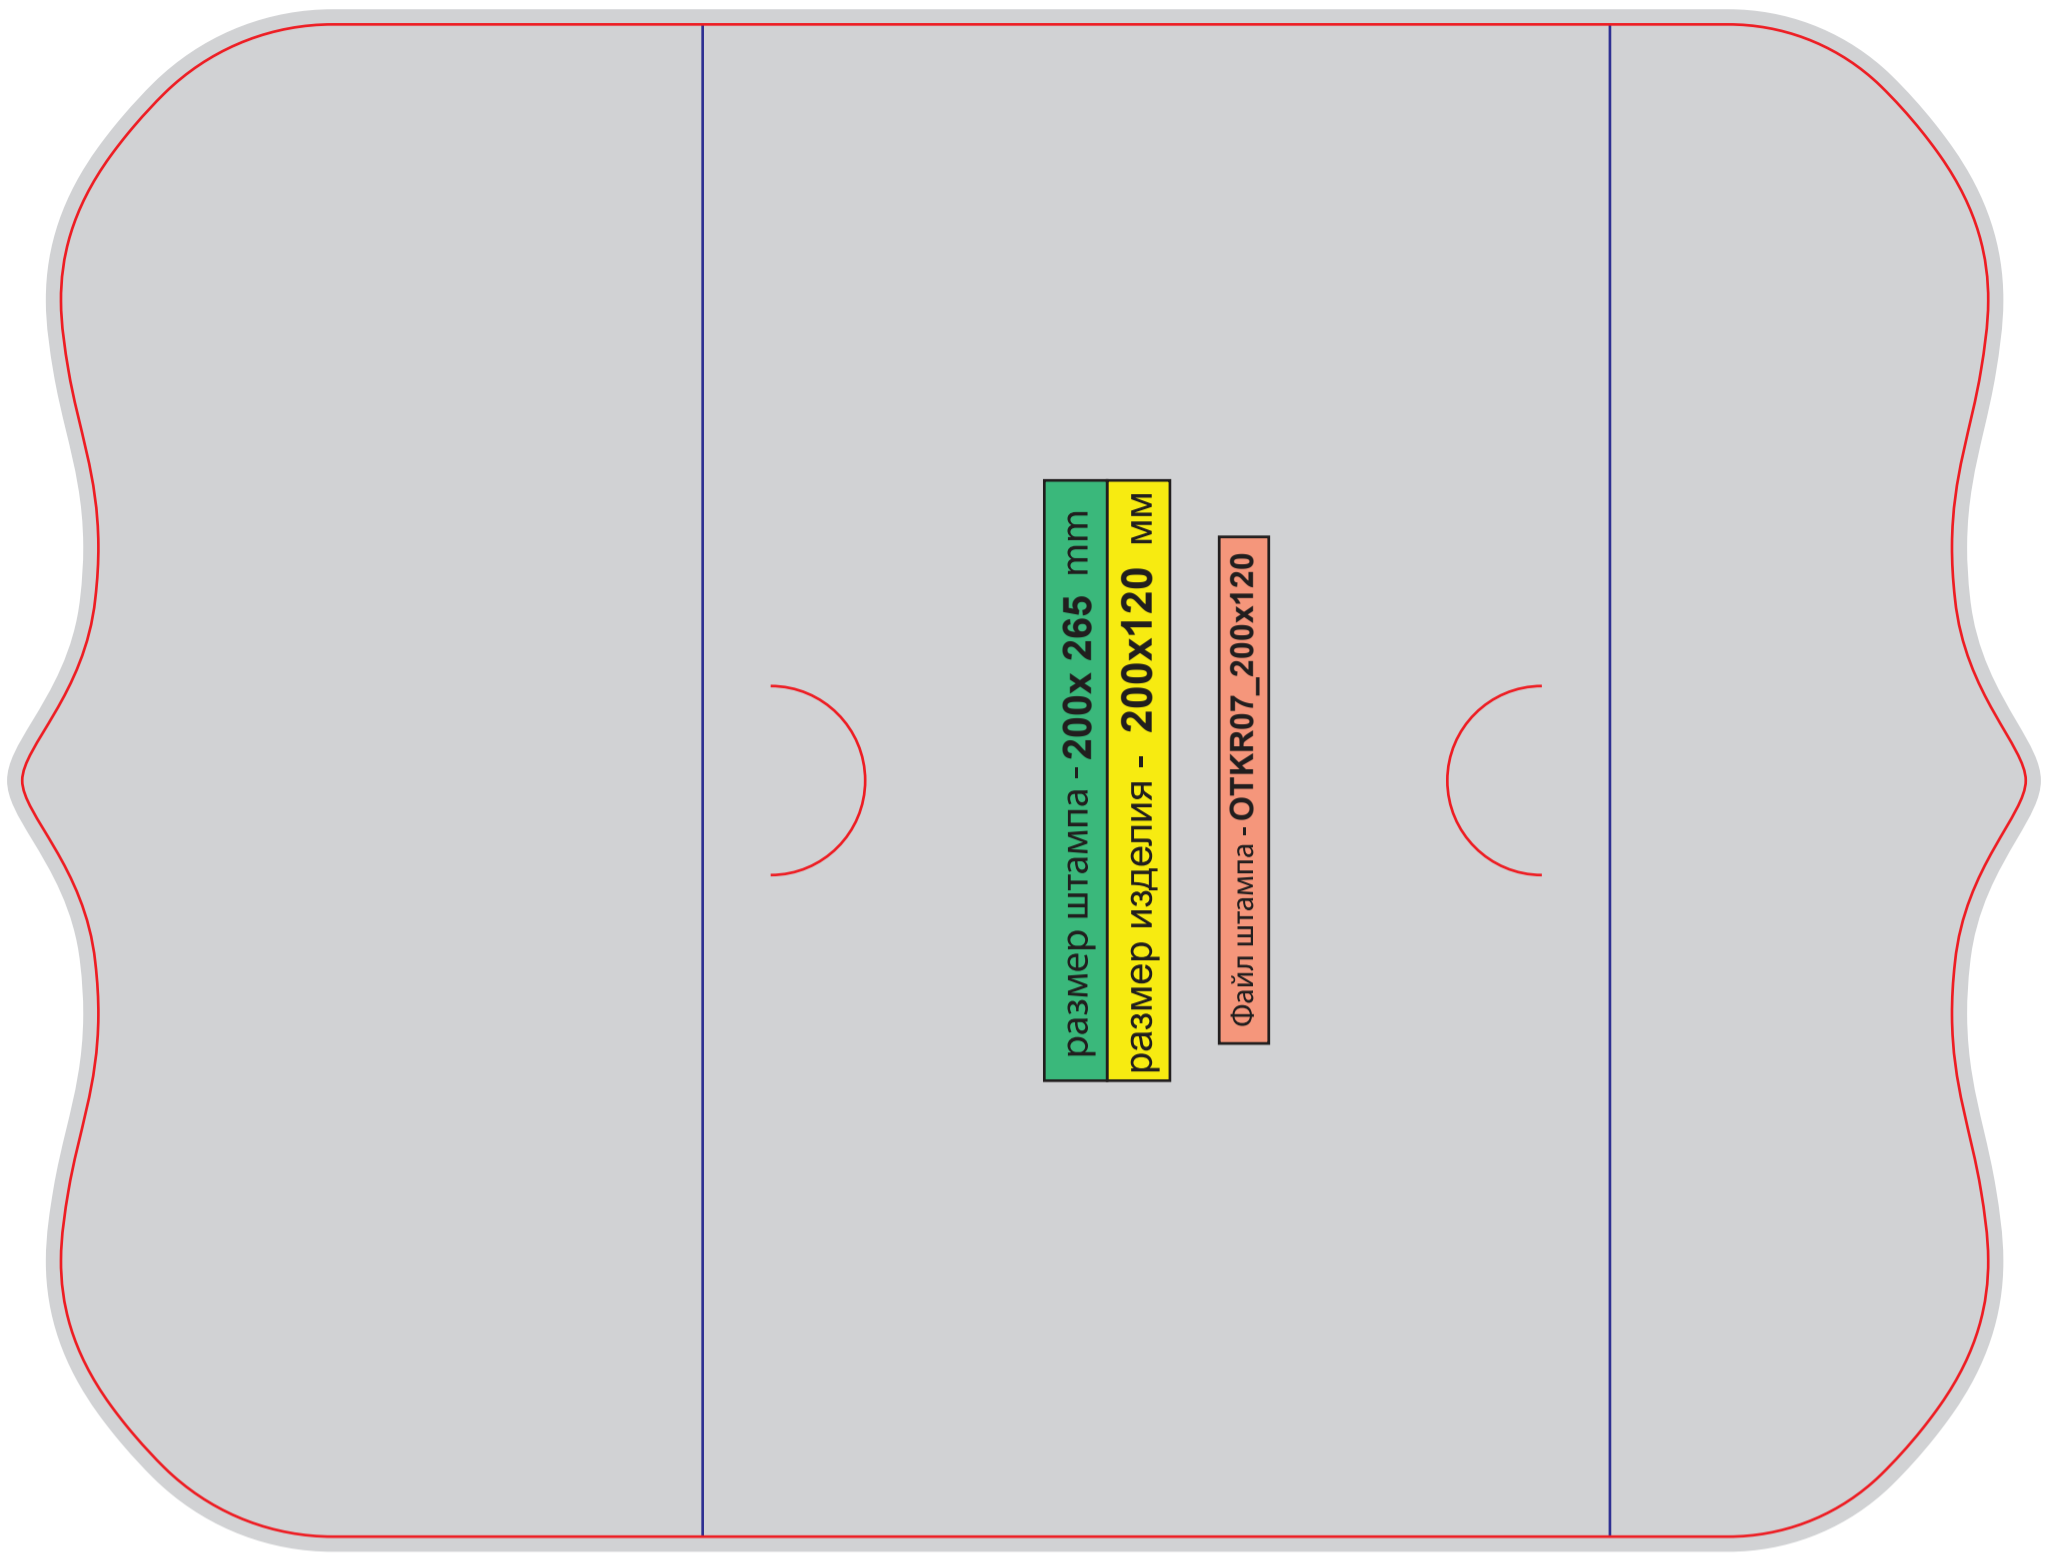 размер штампа - 200x 265 mm
размер изделия - 200x120 мм
Файл штампа - OTKR07_200x120